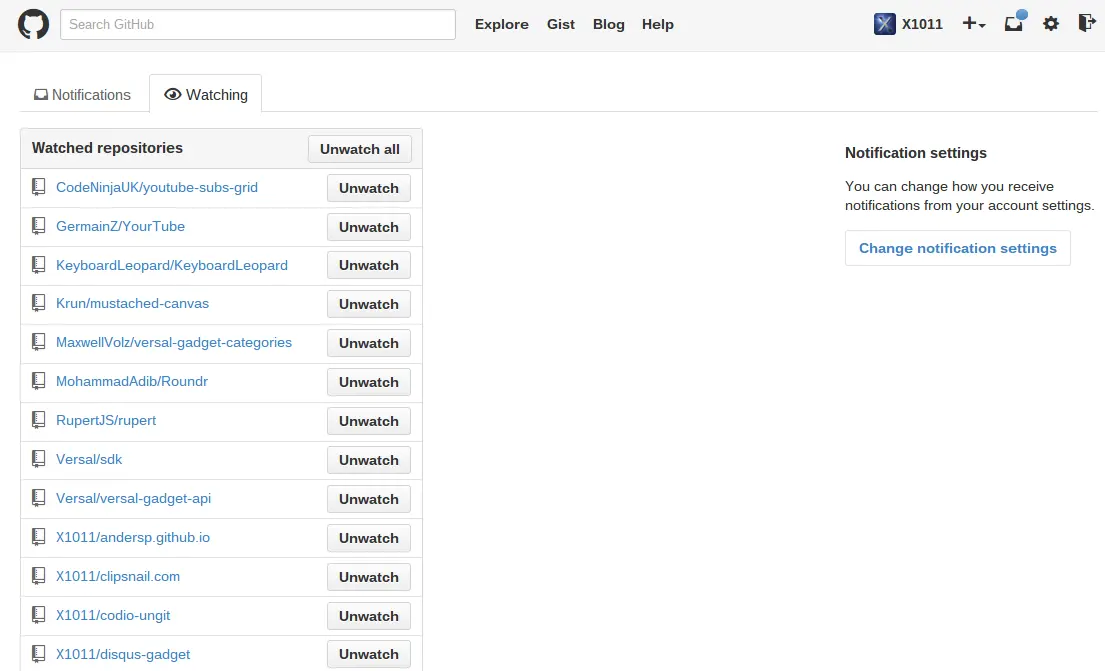 Search GitHub
Explore Gist Blog Help
X1011
Notifications
Watching
Watched repositories
Unwatch all
CodeNinjaUK/youtube-subs-grid
Unwatch
GermainZ/YourTube
Unwatch
KeyboardLeopard/KeyboardLeopard
Unwatch
Krun/mustached-canvas
Unwatch
MaxwellVolz/versal-gadget-categories
Unwatch
MohammadAdib/Roundr
Unwatch
RupertJS/rupert
Unwatch
Versal/sdk
Unwatch
Versal/versal-gadget-api
Unwatch
X1011/andersp.github.io
Unwatch
X1011/clipsnail.com
Unwatch
X1011/codio-ungit
Unwatch
X1011/disqus-gadget
Unwatch
Notification settings
You can change how you receive
notifications from your account settings.
Change notification settings